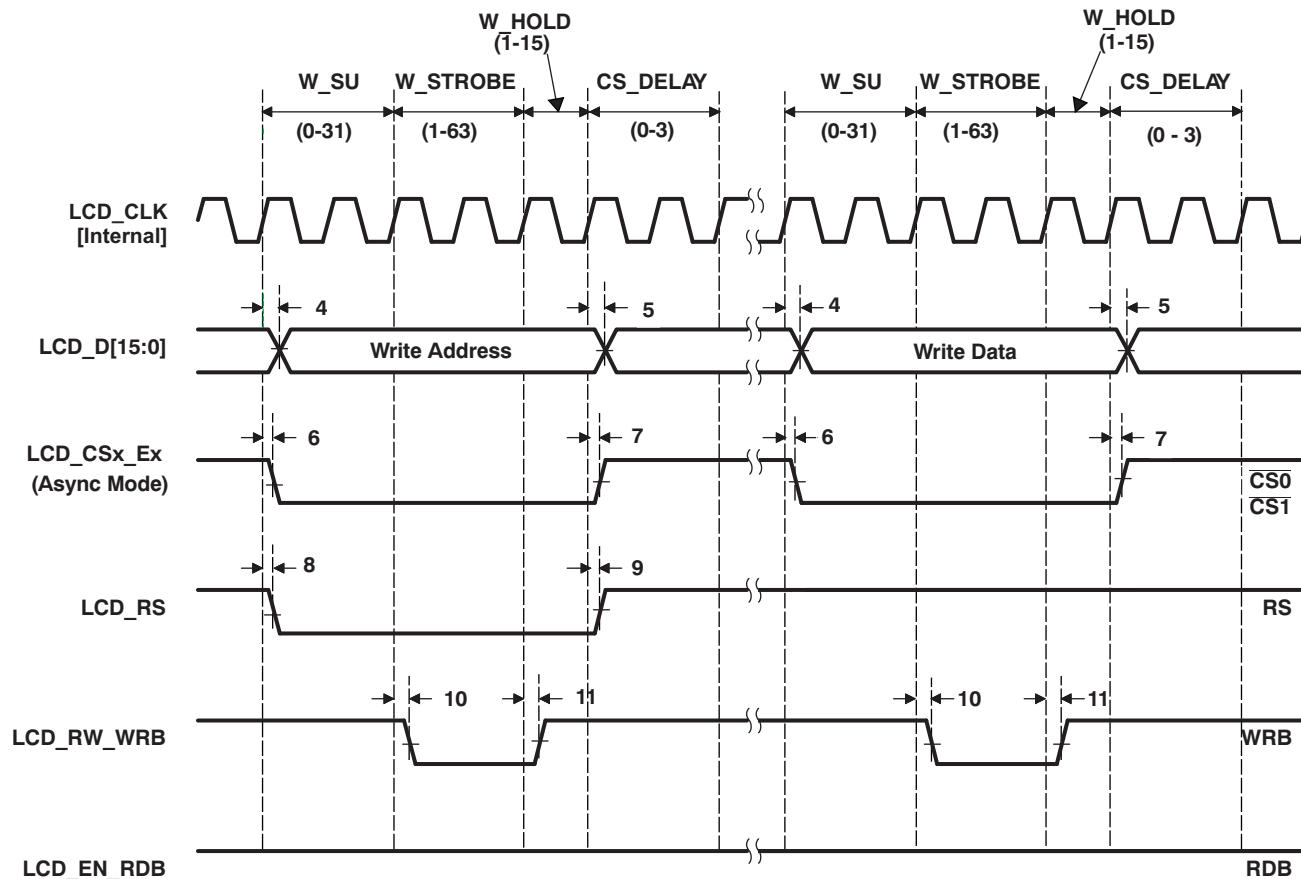 W_HOLD
(1-15)
W_HOLD
(1-15)
W_SU
W_STROBE
CS_DELAY
W_SU
W_STROBE
CS_DELAY
(0-31)
(1-63)
(0-3)
(0-31)
(1-63)
(0 - 3)
LCD_CLK
[Internal]
4
5
4
5
LCD_D[15:0]
Write Address
Write Data
6
7
6
7
LCD_CSx_Ex
(Async Mode)
CS0
CS1
8
9
LCD_RS
RS
10
11
10
11
LCD_RW_WRB
WRB
LCD_EN_RDB
RDB